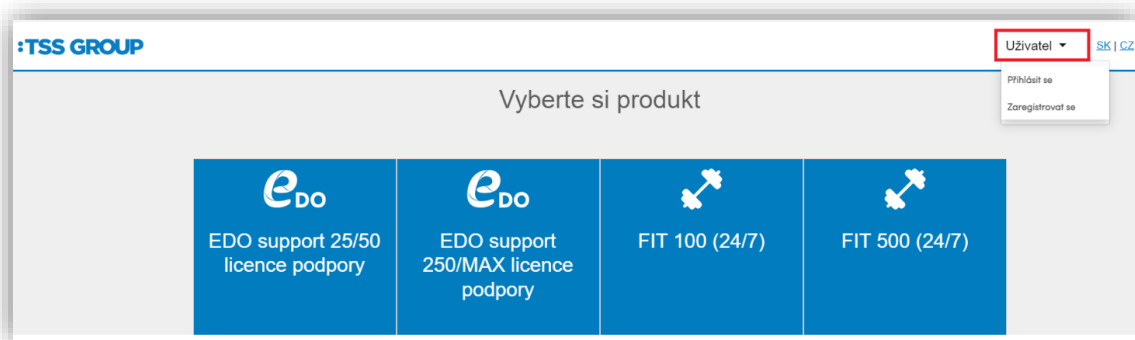 :TSS GROUP
Uživatel
SK | CZ
Přihlásit se
Zaregistrovat se
Vyberte si produkt
eDO
EDO support 25/50
licence podpory
eDO
EDO support
250/MAX licence
podpory
FIT 100 (24/7)
FIT 500 (24/7)